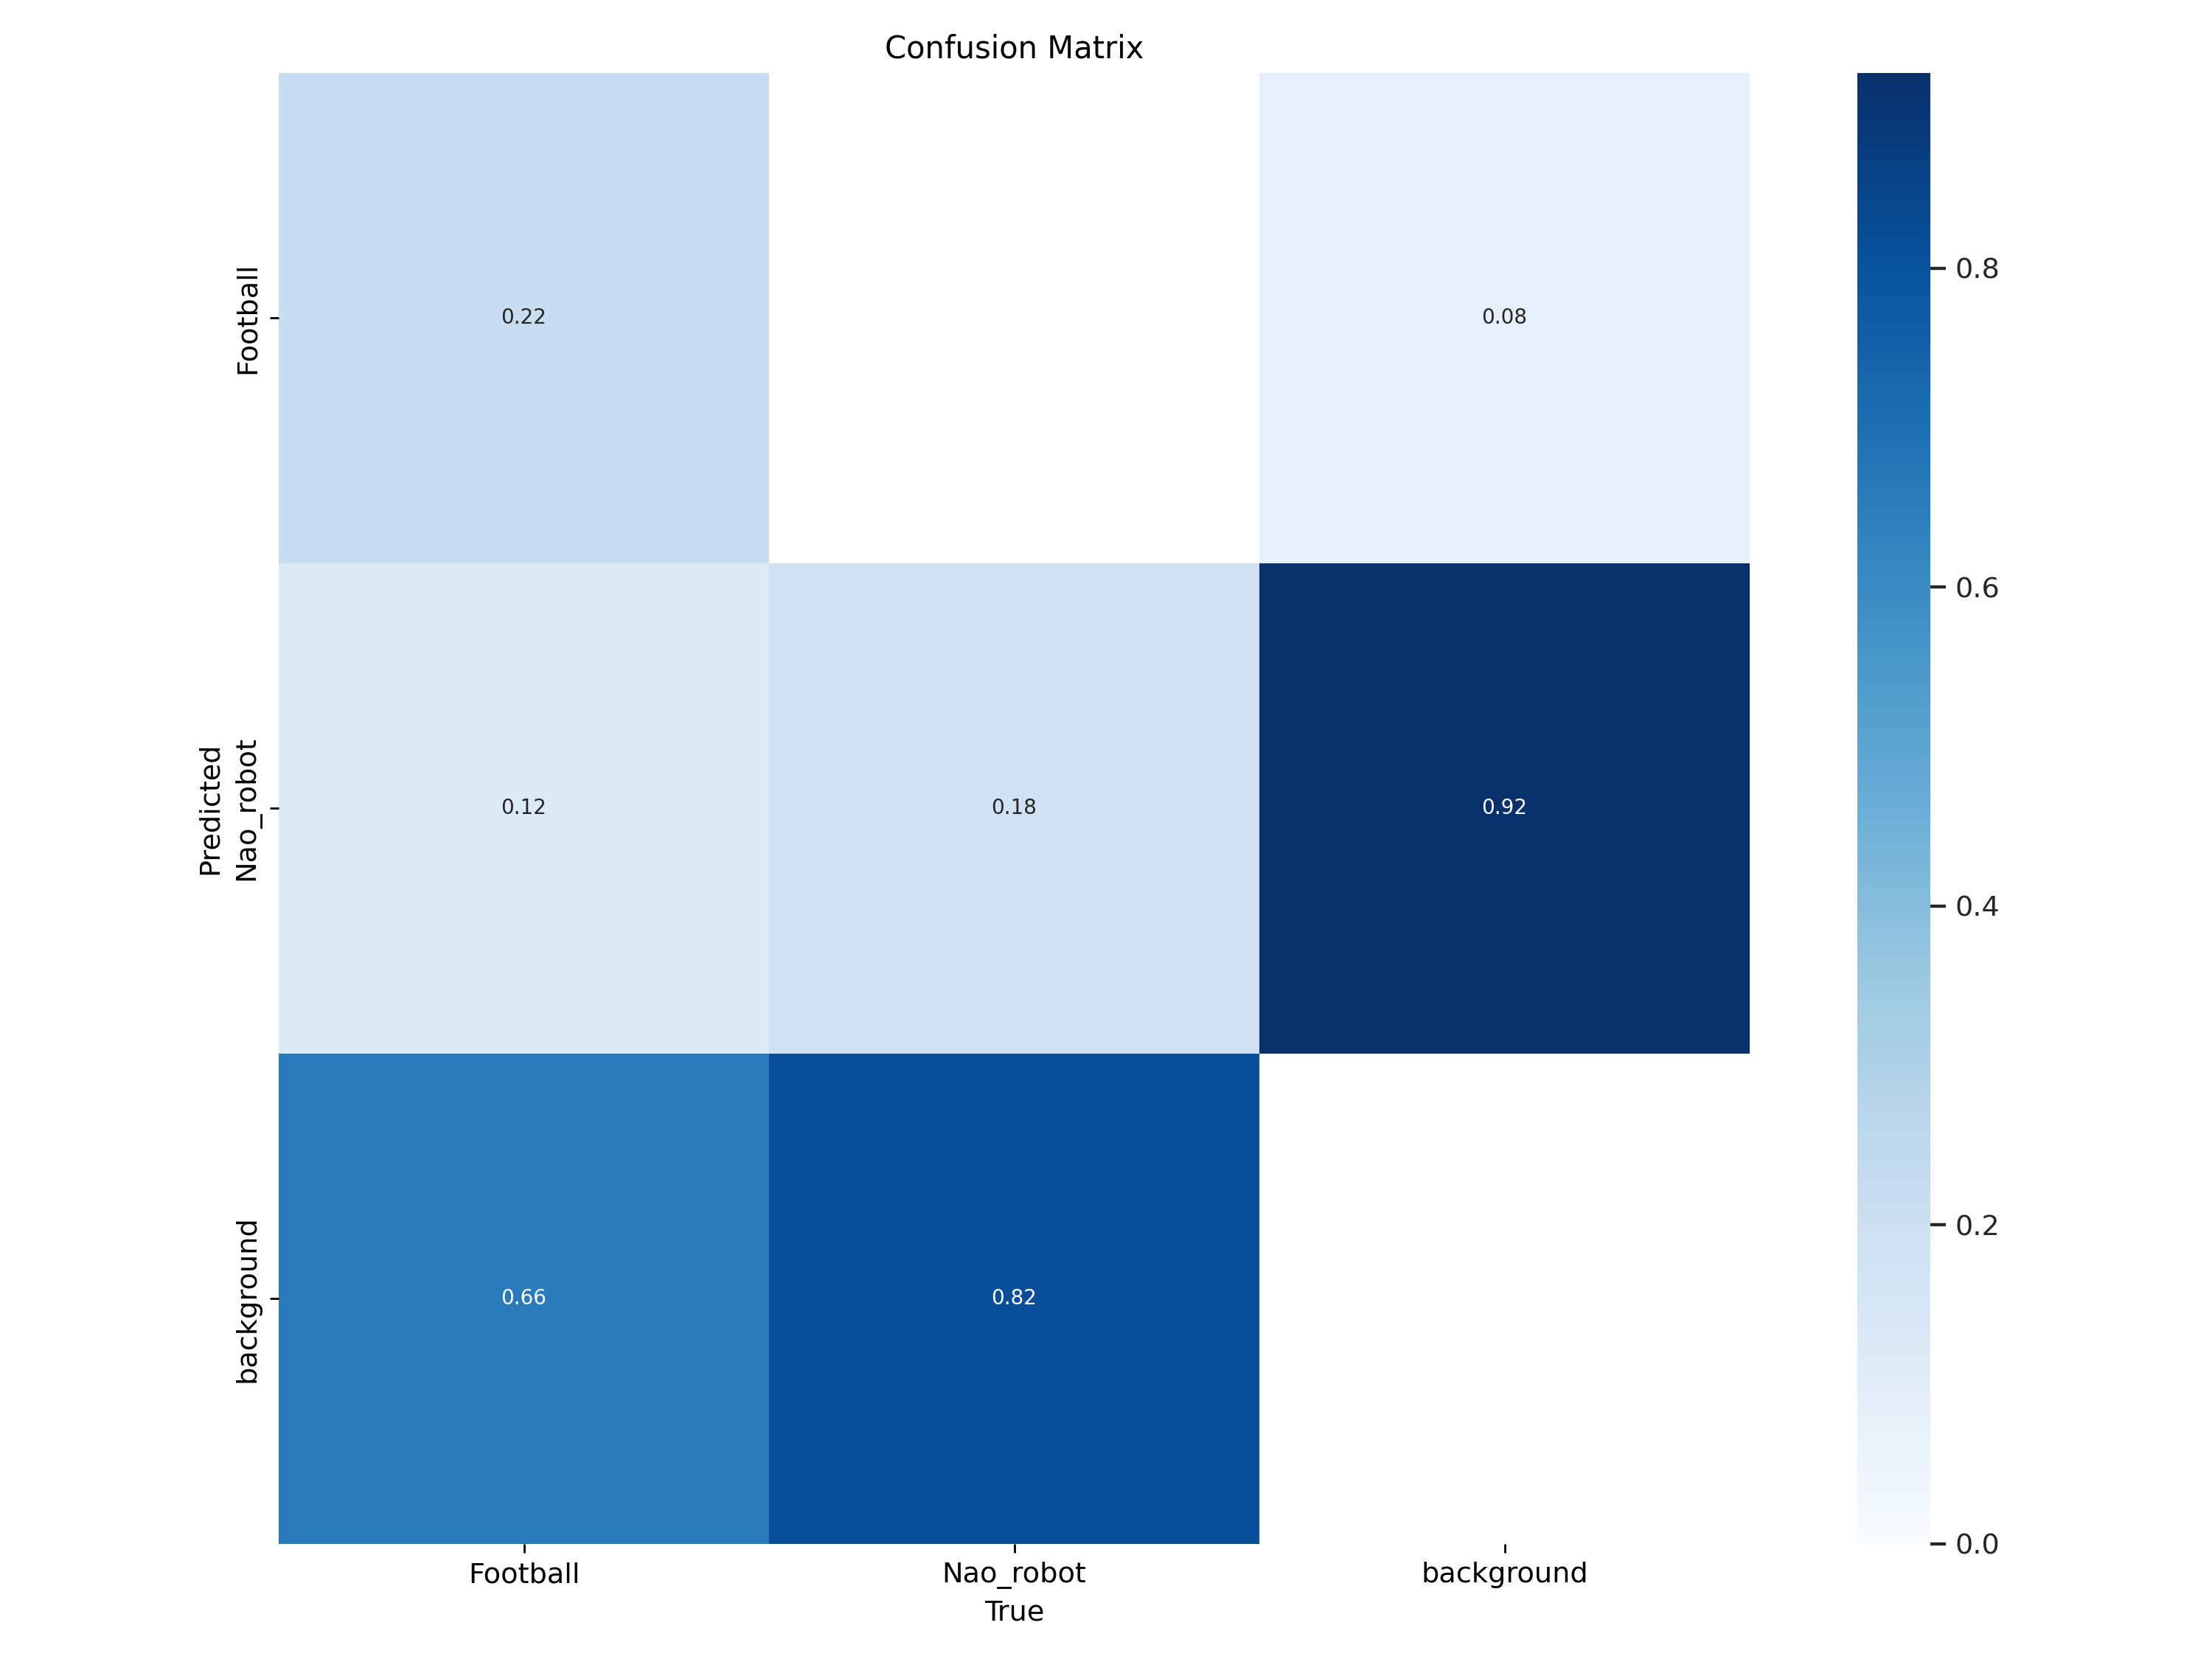 Confusion Matrix
Football
0.22
0.08
0.8
0.6
Predicted
Nao_robot
0.12
0.18
0.92
0.4
background
0.66
0.82
0.2
0.0
Football
Nao_robot
background
True